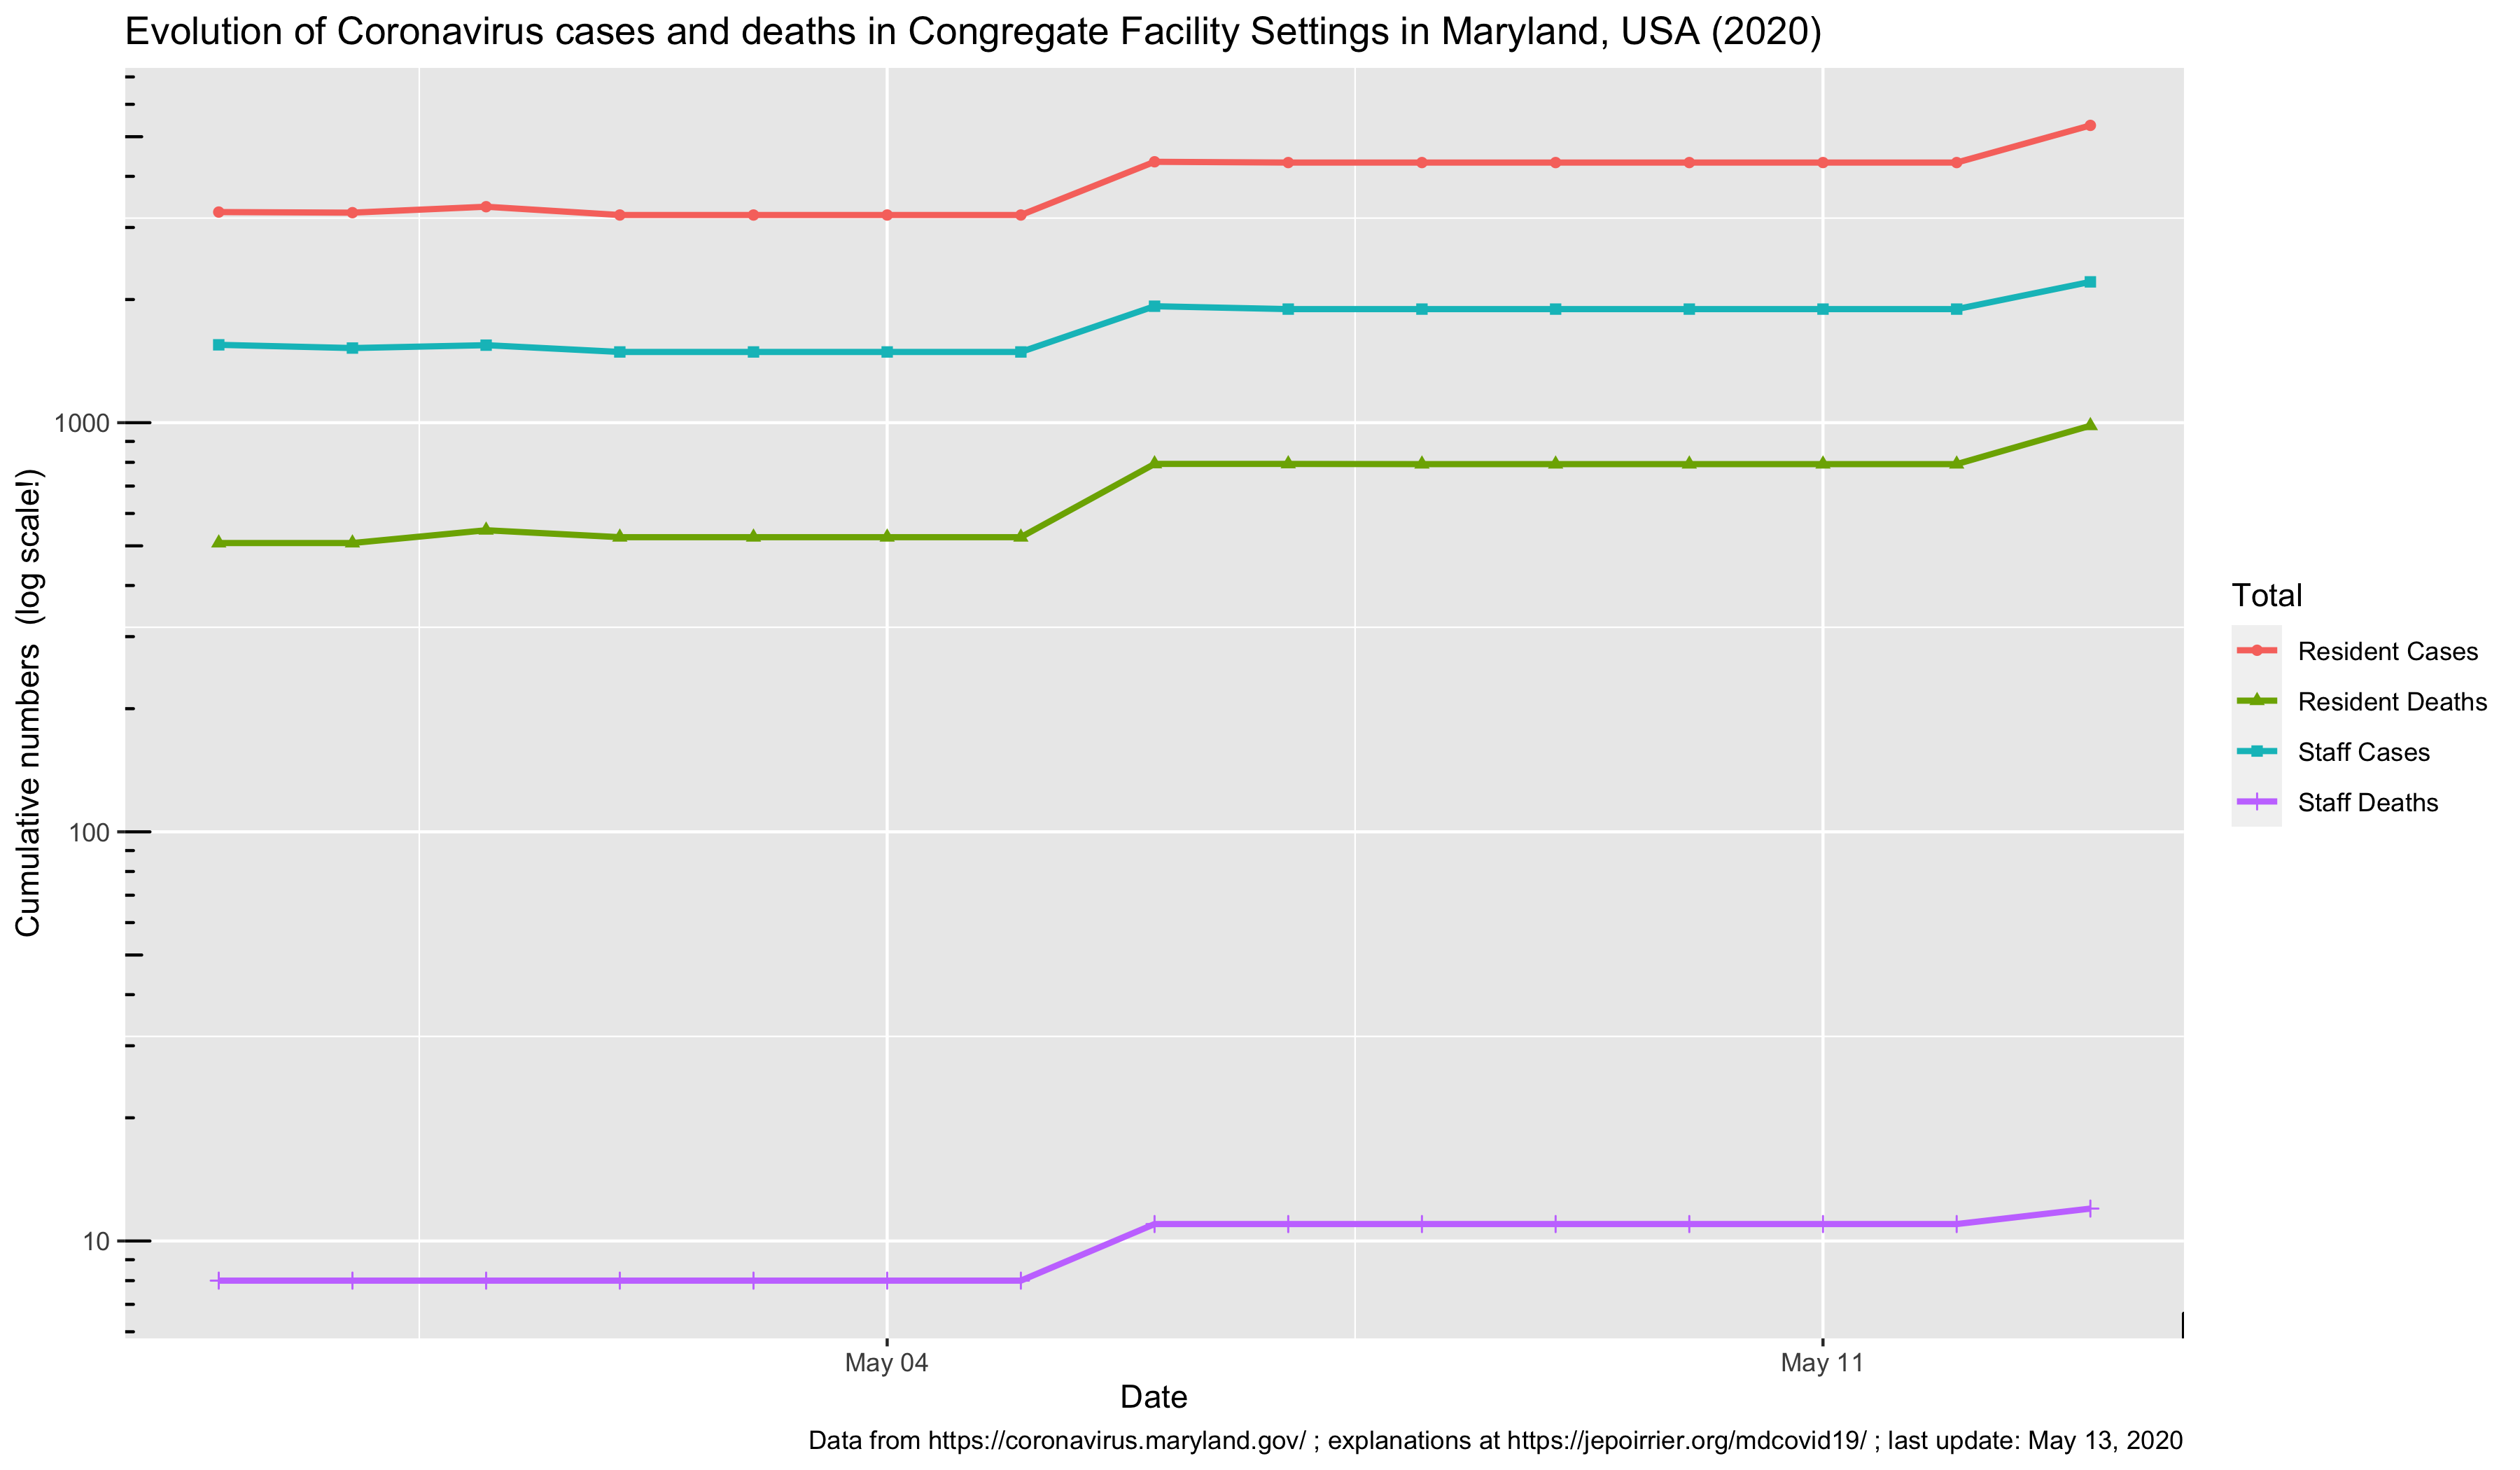 Evolution of Coronavirus cases and deaths in Congregate Facility Settings in Maryland, USA (2020)
Cumulative numbers  (log scale!)
1000
100
10
May 04
May 11
Date
Total
Resident Cases
Resident Deaths
Staff Cases
Staff Deaths
Data from https://coronavirus.maryland.gov/ ; explanations at https://jepoirrier.org/mdcovid19/ ; last update: May 13, 2020